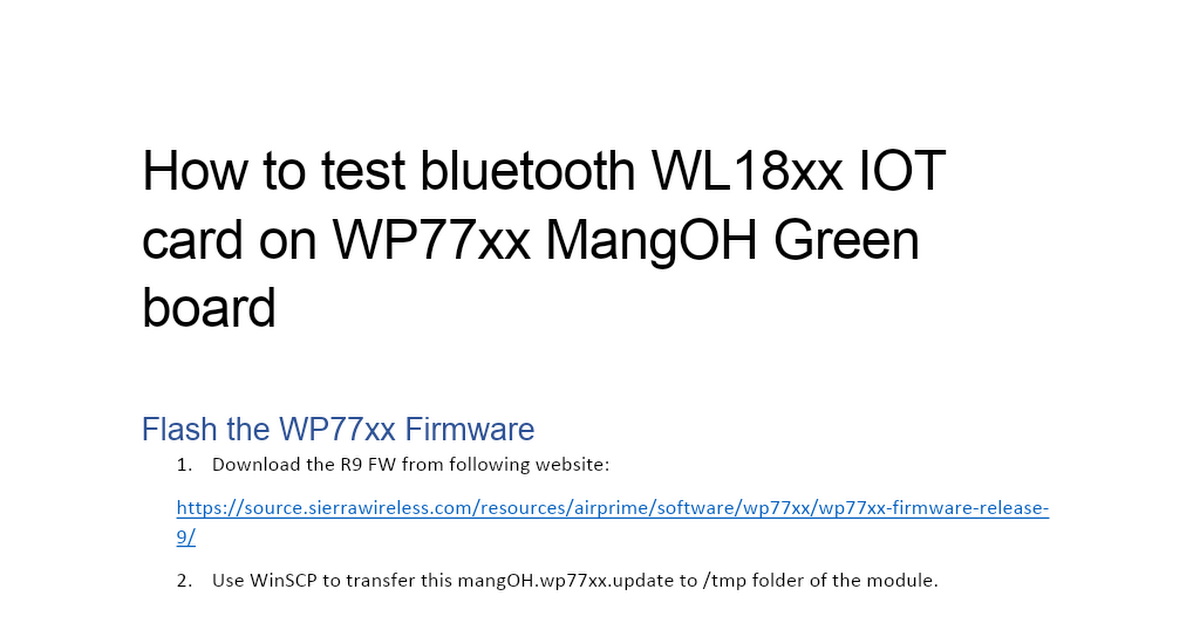 How to test bluetooth WL18xx IOT
card on WP77xx MangOH Green
board
Flash the WP77xx Firmware
1. Download the R9 FW from following website:
https://source.sierrawireless.com/resources/airprime/software/wp77xx/wp77xx-firmware-release-
9/
2. Use WinSCP to transfer this mangOH.wp77xx.update to /tmp folder of the module.